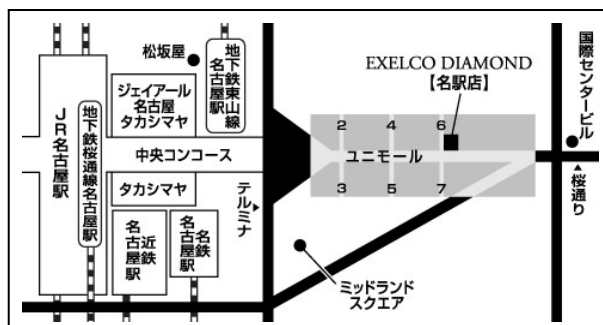 松坂屋
地下鉄東山線
名古屋駅
国際センタービル
EXELCO DIAMOND
【名駅店】
ジェイアール
名古屋
タカシマヤ
JR名古屋駅
地下鉄桜通線名古屋駅
2 4 6
中央コンコース
ユニモール
タカシマヤ
3 5 7
テルミナ
桜通り
近鉄
名古屋駅
名鉄
名古屋駅
ミッドランド
スクエア